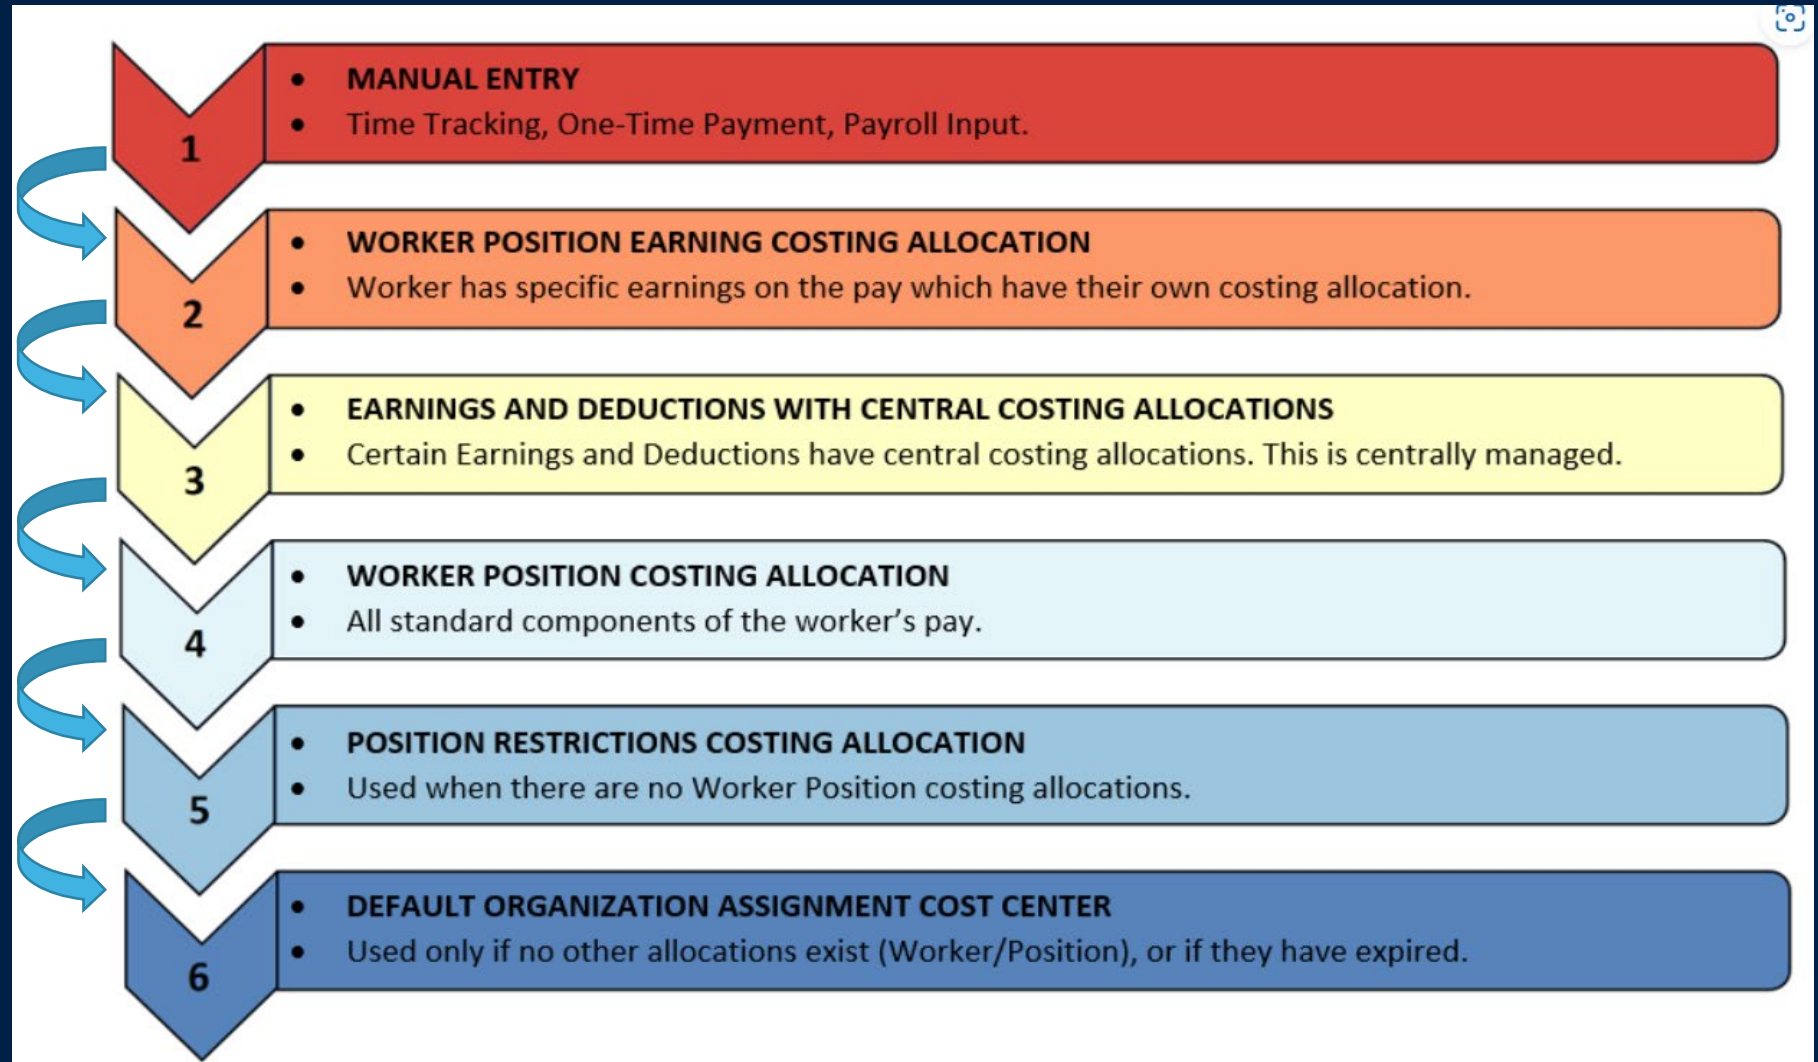 1
• MANUAL ENTRY
• Time Tracking, One-Time Payment, Payroll Input.
2
• WORKER POSITION EARNING COSTING ALLOCATION
• Worker has specific earnings on the pay which have their own costing allocation.
3
• EARNINGS AND DEDUCTIONS WITH CENTRAL COSTING ALLOCATIONS
• Certain Earnings and Deductions have central costing allocations. This is centrally managed.
4
• WORKER POSITION COSTING ALLOCATION
• All standard components of the worker’s pay.
5
• POSITION RESTRICTIONS COSTING ALLOCATION
• Used when there are no Worker Position costing allocations.
6
• DEFAULT ORGANIZATION ASSIGNMENT COST CENTER
• Used only if no other allocations exist (Worker/Position), or if they have expired.